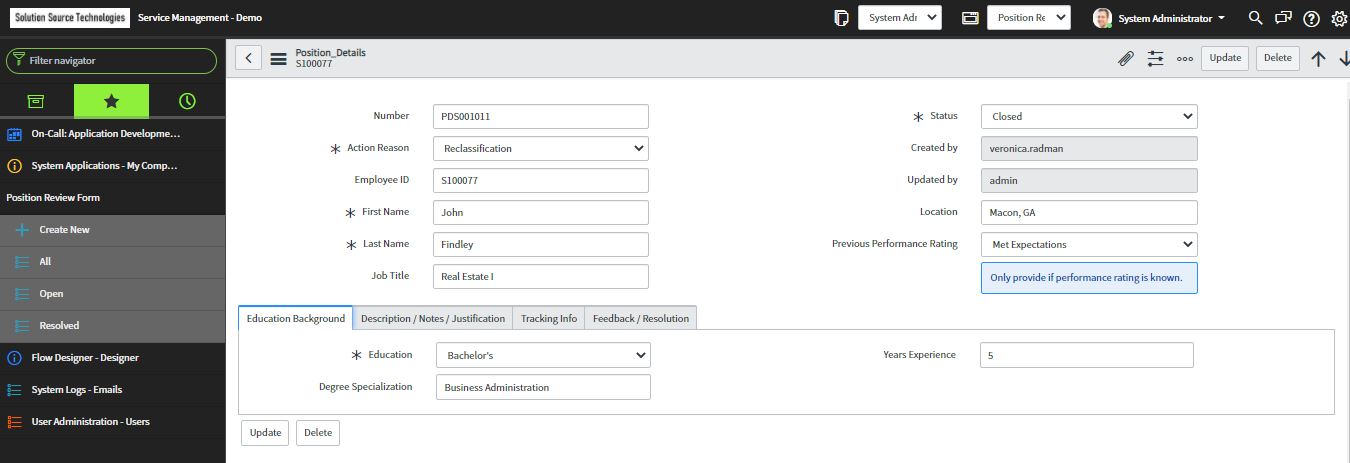 Solution Source Technologies
Service Management - Demo
System Adr
Position Re
System Administrator
Filter navigator
Position_Details
S100077
Update
Delete
On-Call: Application Developme...
System Applications - My Comp...
Position Review Form
Create New
All
Open
Resolved
Flow Designer - Designer
System Logs - Emails
User Administration - Users
Number
PDS001011
Status
Closed
Action Reason
Reclassification
Created by
veronica.radman
Employee ID
S100077
Updated by
admin
First Name
John
Location
Macon, GA
Last Name
Findley
Previous Performance Rating
Met Expectations
Job Title
Real Estate I
Only provide if performance rating is known.
Education Background
Description / Notes / Justification
Tracking Info
Feedback / Resolution
Education
Bachelor's
Years Experience
5
Degree Specialization
Business Administration
Update
Delete